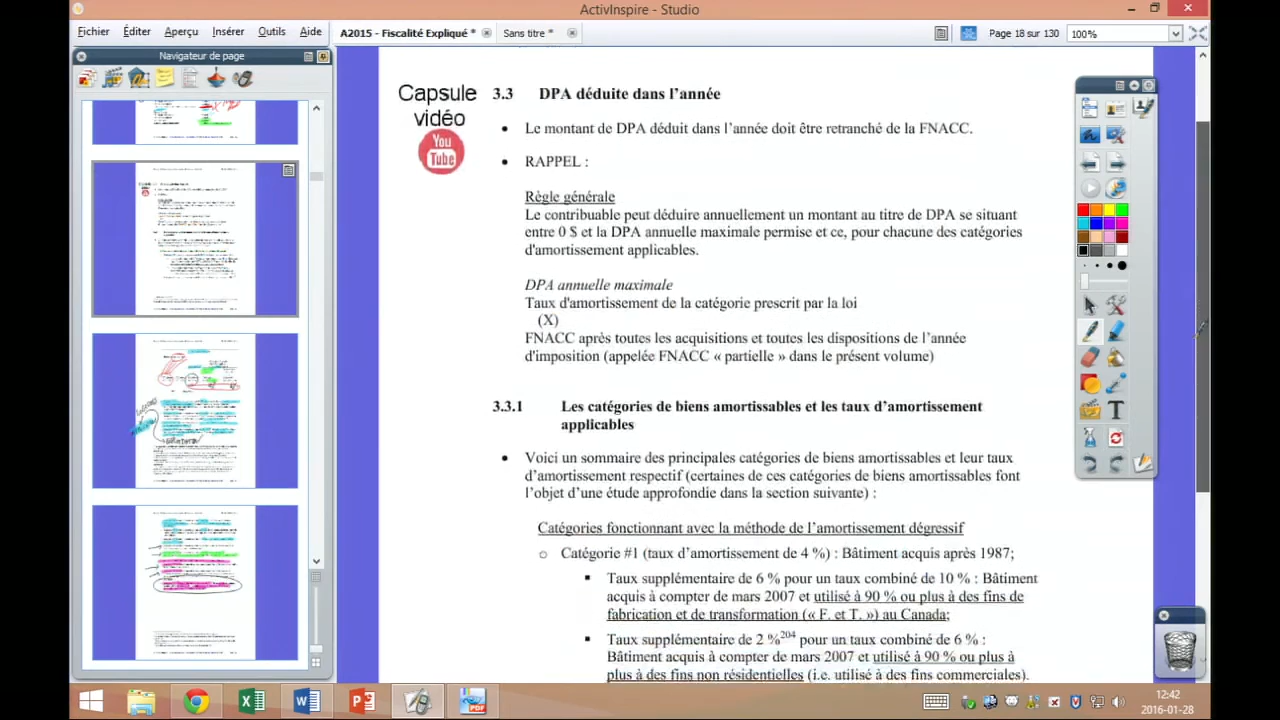 ActivInspire - Studio
Fichier Éditer Aperçu Insérer Outils Aide
A2015 - Fiscalité Expliqué *
Sans titre *
Page 18 sur 130
100%
Navigateur de page
Capsule
vidéo
You
Tube
3.3 DPA déduite dans l'année
• Le montant de DPA déduit dans l'année doit être retranché de la FNACC.
• RAPPEL :
Règle générale
Le contribuable peut déduire annuellement un montant de DPA se situant
entre 0 $ et la DPA annuelle maximale permise et ce, pour chacune des catégories
d'amortissement applicables.
DPA annuelle maximale
Taux d'amortissement de la catégorie prescrit par la loi
(X)
FNACC après toutes les acquisitions et toutes les dispositions de l'année
d'imposition (i.e. la FNACC « partielle » dans le présent volume)
3.3.1 Les catégories de biens amortissables et les taux d'amortissement
applicables
• Voici un sommaire des principales catégories de biens amortissables et leur taux
d'amortissement respectif (certaines de ces catégories de biens amortissables font
l'objet d'une étude approfondie dans la section suivante) :
Catégories fonctionnant avec la méthode de l'amortissement dégressif
o Catégorie 1 (taux d'amortissement de 4 %) : Bâtiment acquis après 1987;
▪ Taux supplémentaire de 6 % pour un taux annuel de 10 % : Bâtiment
acquis à compter de mars 2007 et utilisé à 90 % ou plus à des fins de
fabrication et de transformation (« F. et T. ») au Canada;
▪ Taux supplémentaire de 2 % pour un taux de 6 % :
Bâtiment acquis à compter de mars 2007 et utilisé à 90 % ou plus à
plus à des fins non résidentielles (i.e. utilisé à des fins commerciales).
12:42
2016-01-28